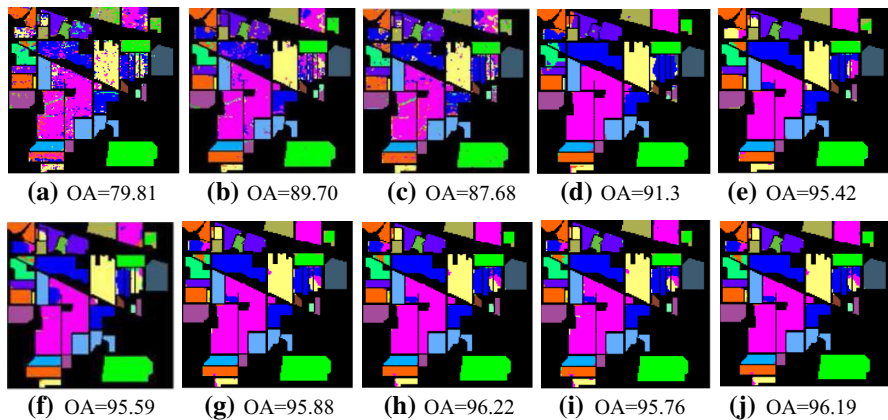 (a) OA=79.81 (b) OA=89.70 (c) OA=87.68 (d) OA=91.3 (e) OA=95.42
(f) OA=95.59 (g) OA=95.88 (h) OA=96.22 (i) OA=95.76 (j) OA=96.19